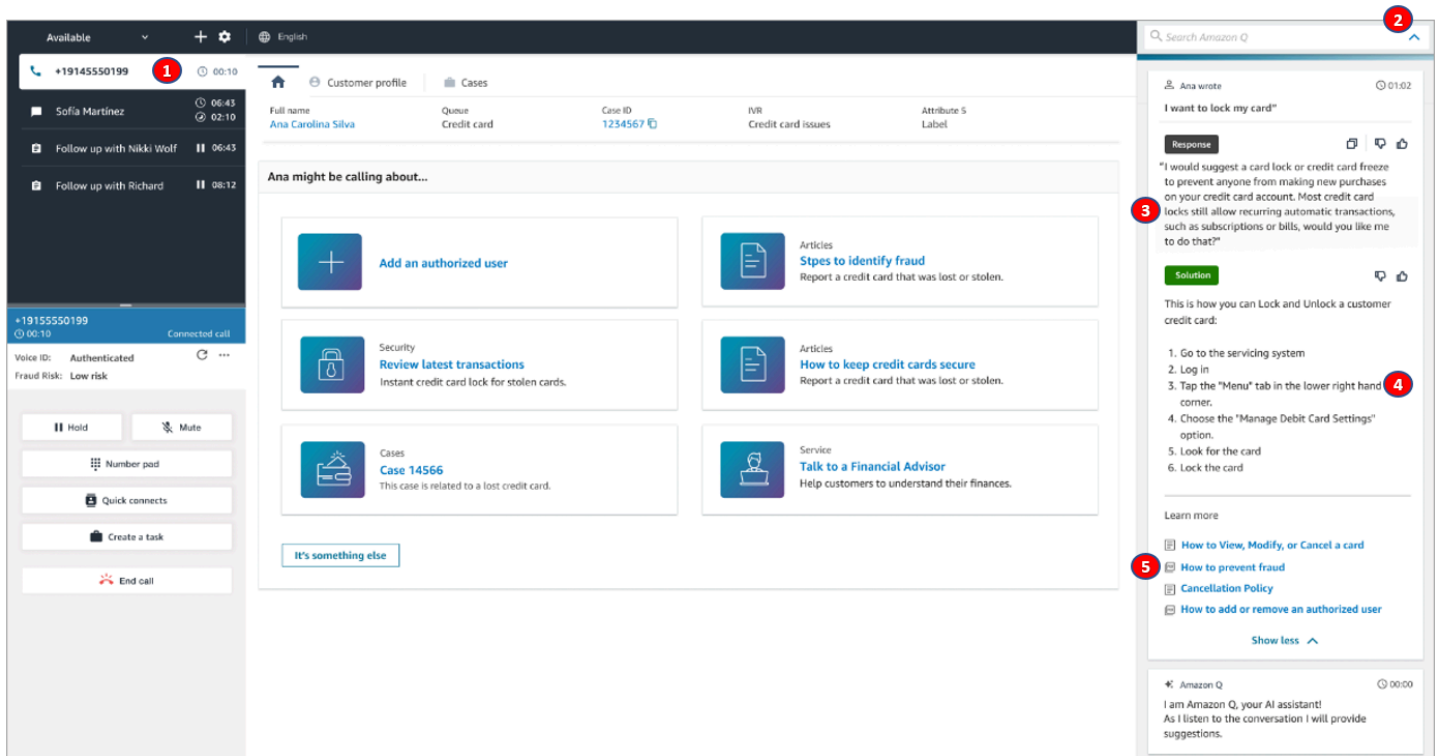 2
Available
English
Search Amazon Q
+19145550199
1
00:10
Sofía Martínez
06:43
02:10
Follow up with Nikki Wolf
06:43
Follow up with Richard
08:12
+19155550199
00:10
Connected call
Voice ID: Authenticated
Fraud Risk: Low risk
Hold
Mute
Number pad
Quick connects
Create a task
End call
Customer profile
Cases
Full name
Ana Carolina Silva
Queue
Credit card
Case ID
1234567
IVR
Credit card issues
Attribute 5
Label
Ana might be calling about...
Add an authorized user
Articles
Stpes to identify fraud
Report a credit card that was lost or stolen.
Security
Review latest transactions
Instant credit card lock for stolen cards.
Articles
How to keep credit cards secure
Report a credit card that was lost or stolen.
Cases
Case 14566
This case is related to a lost credit card.
Service
Talk to a Financial Advisor
Help customers to understand their finances.
It's something else
Ana wrote
01:02
I want to lock my card"
Response
"I would suggest a card lock or credit card freeze
to prevent anyone from making new purchases
on your credit card account. Most credit card
3
locks still allow recurring automatic transactions,
such as subscriptions or bills, would you like me
to do that?"
Solution
This is how you can Lock and Unlock a customer
credit card:
1. Go to the servicing system
2. Log in
3. Tap the "Menu" tab in the lower right hand
4
corner.
4. Choose the "Manage Debit Card Settings"
option.
5. Look for the card
6. Lock the card
Learn more
How to View, Modify, or Cancel a card
5
How to prevent fraud
Cancellation Policy
How to add or remove an authorized user
Show less
Amazon Q
00:00
I am Amazon Q, your AI assistant!
As I listen to the conversation I will provide
suggestions.